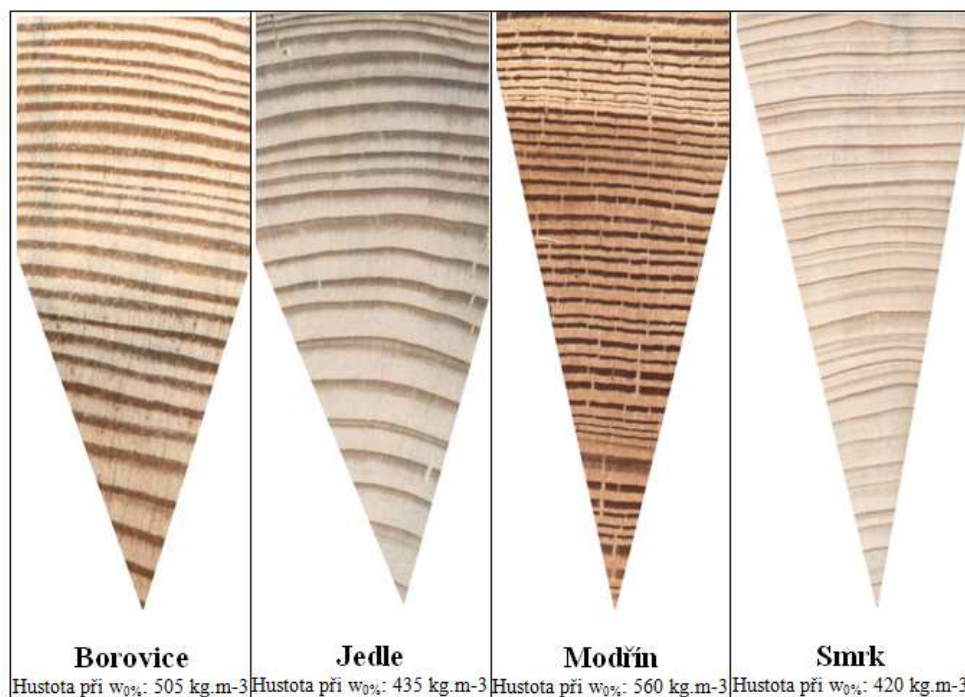 Borovice
Hustota při w0%: 505 kg.m-3
Jedle
Hustota při w0%: 435 kg.m-3
Modřín
Hustota při w0%: 560 kg.m-3
Smrk
Hustota při w0%: 420 kg.m-3